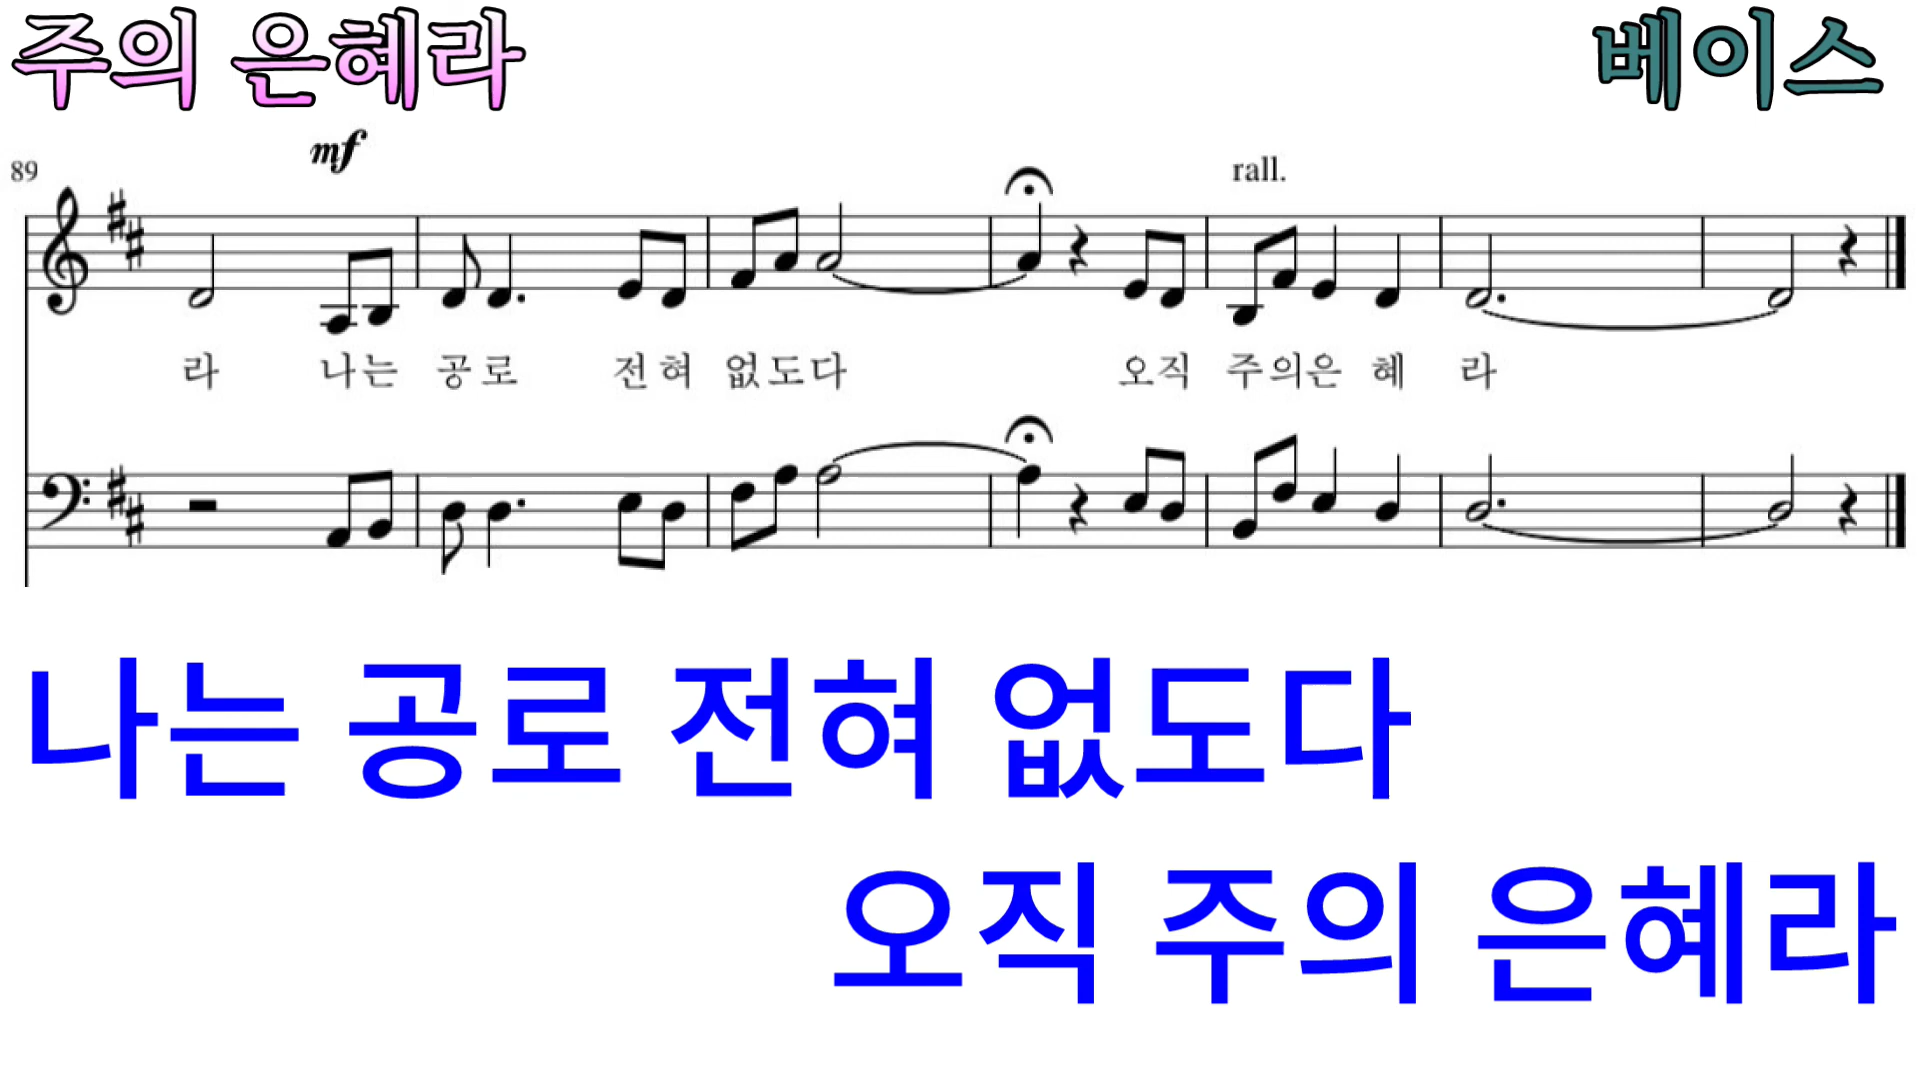 주의 은혜라
베이스
mf
89
rall.
라 나는 공로 전혀 없도다 오직 주의은 혜 라
나는 공로 전혀 없도다
오직 주의 은혜라